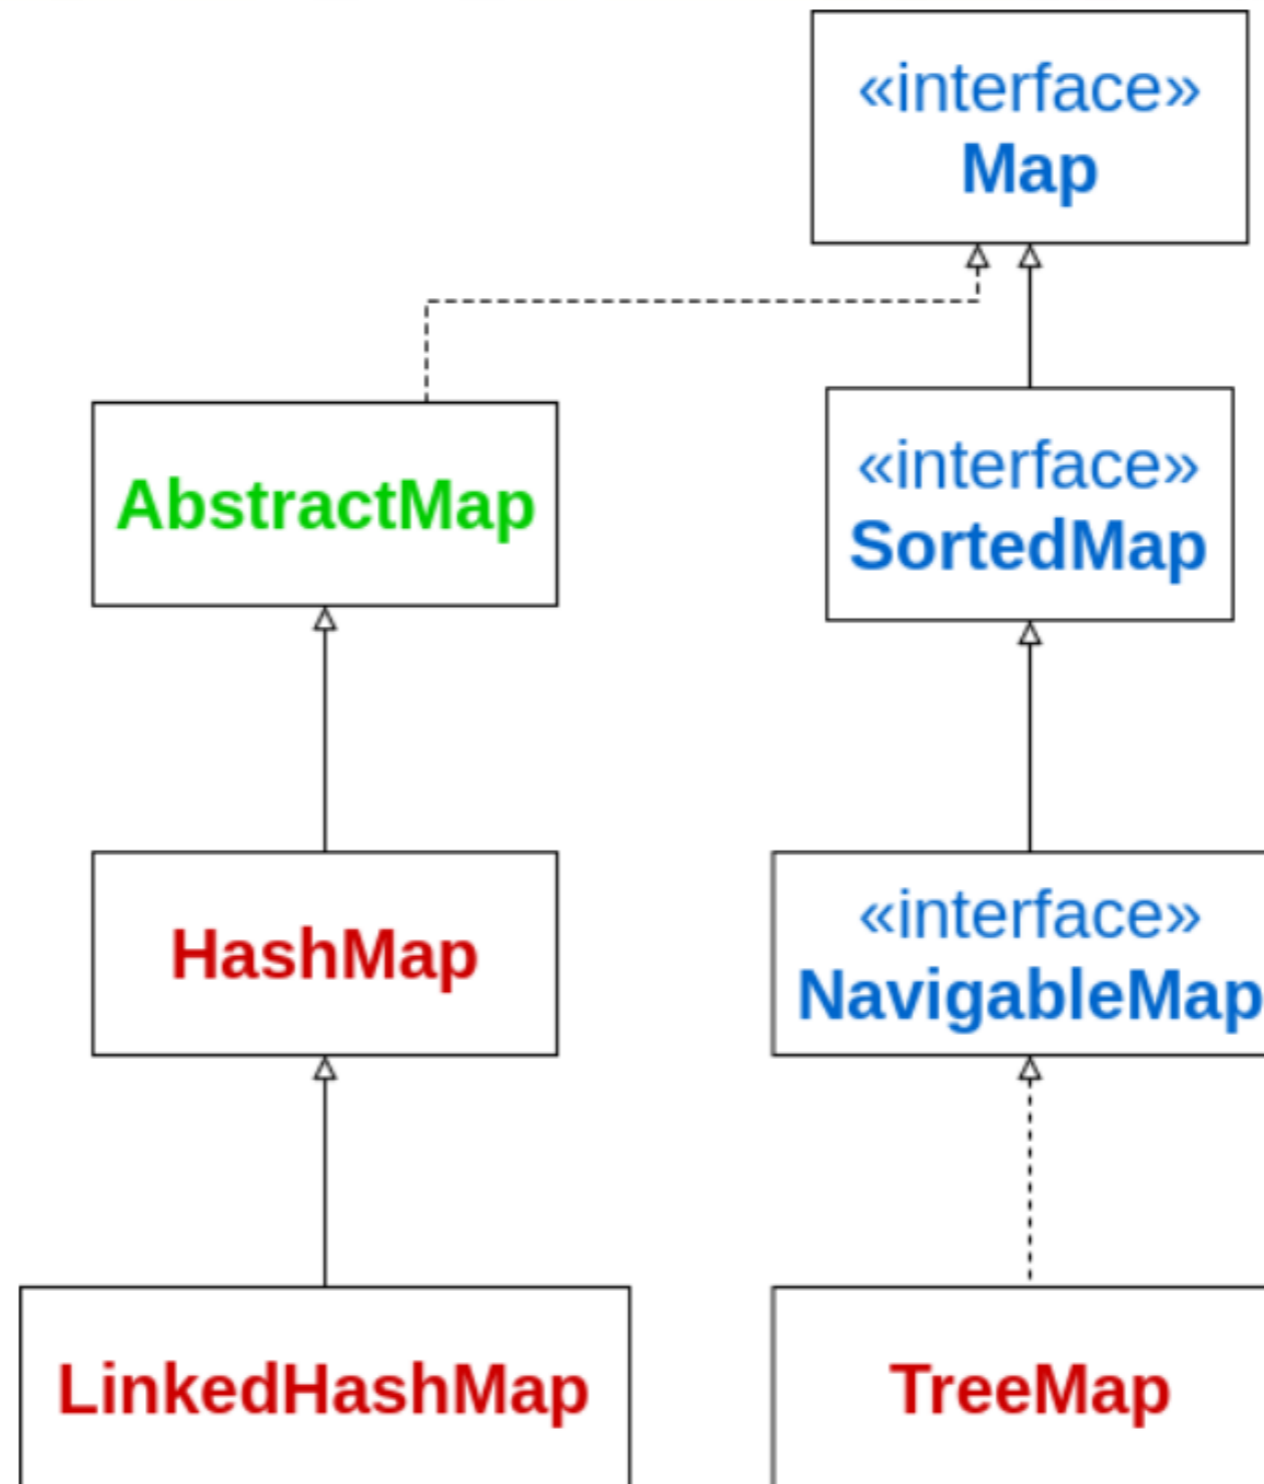 «interface»
Map
AbstractMap
«interface»
SortedMap
HashMap
«interface»
NavigableMap
LinkedHashMap
TreeMap